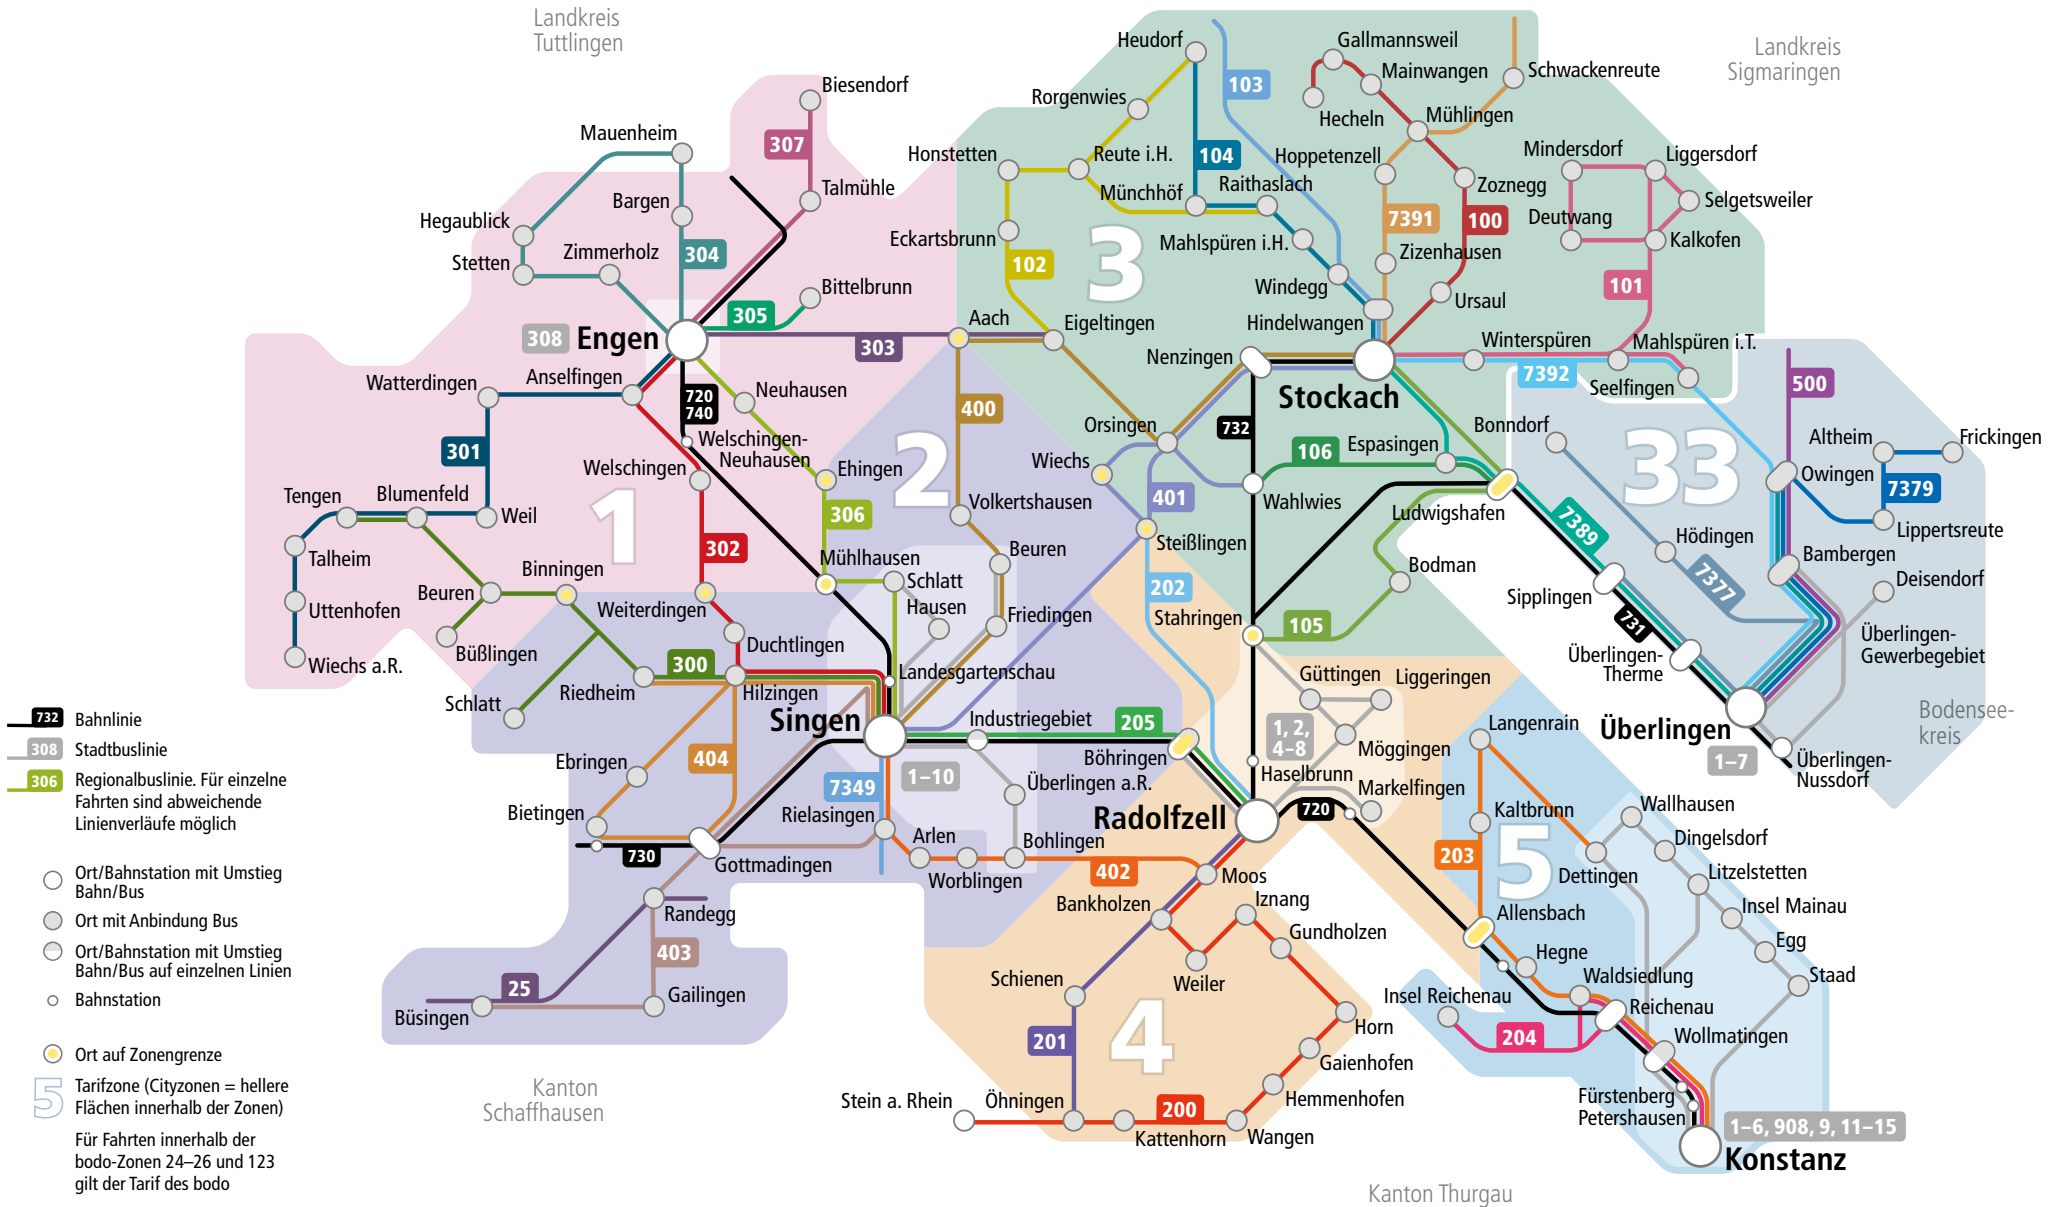 Landkreis
Tuttlingen
Landkreis
Sigmaringen
Heudorf
103
Gallmannsweil
Mainwangen
Schwackenreute
Biesendorf
Rorgenwies
Hecheln
Mühlingen
Mauenheim
307
Honstetten
Reute i.H.
104
Hoppetenzell
Mindersdorf
Liggersdorf
Talmühle
Münchhöf
Raithaslach
Zoznegg
Selgetsweiler
Bargen
Hegaublick
7391
100
Deutwang
Eckartsbrunn
3
Mahlspüren i.H.
Kalkofen
Stetten
Zimmerholz
304
102
Zizenhausen
Bittelbrunn
Windegg
Ursaul
101
305
Aach
Eigeltingen
Hindelwangen
308
Engen
303
Nenzingen
Winterspüren
Mahlspüren i.T.
Watterdingen
Anselfingen
Neuhausen
7392
Seelfingen
500
720
740
400
Stockach
Orsingen
732
Bonndorf
33
Altheim
Frickingen
301
Welschingen-
Neuhausen
2
Espasingen
106
Welschingen
Ehingen
Wiechs
Owingen
7379
Tengen
Blumenfeld
Weil
1
306
Volkertshausen
401
Wahlwies
Ludwigshafen
Lippertsreute
Talheim
302
Mühlhausen
Beuren
Steißlingen
7389
Hödingen
Bambergen
Binningen
Schlatt
202
Bodman
7377
Deisendorf
Beuren
Weiterdingen
Hausen
Stahringen
Sipplingen
Uttenhofen
Friedingen
105
731
Büßlingen
Duchtlingen
Überlingen-
Gewerbegebiet
Wiechs a.R.
300
Landesgartenschau
Überlingen-
Therme
Schlatt
Riedheim
Hilzingen
Güttingen
Liggeringen
Singen
Industriegebiet
205
1, 2,
4–8
Langenrain
Überlingen
Bodensee-
kreis
404
Böhringen
Möggingen
1–7
Überlingen-
Nussdorf
Ebringen
1–10
Überlingen a.R.
Haselbrunn
Markelfingen
7349
Wallhausen
Bietingen
Rielasingen
Radolfzell
720
Kaltbrunn
Dingelsdorf
730
Gottmadingen
Arlen
Bohlingen
203
5
Dettingen
Litzelstetten
Worblingen
402
Moos
Insel Mainau
Randegg
Bankholzen
Iznang
Allensbach
Egg
403
Gundholzen
Hegne
Staad
25
Gailingen
Schienen
Weiler
Waldsiedlung
Büsingen
Insel Reichenau
Reichenau
201
4
Horn
204
Wollmatingen
Gaienhofen
Kanton
Schaffhausen
Stein a. Rhein
Öhningen
200
Hemmenhofen
Fürstenberg
Petershausen
Kattenhorn
Wangen
1–6, 908, 9, 11–15
Konstanz
Kanton Thurgau
732
Bahnlinie
308
Stadtbuslinie
306
Regionalbuslinie. Für einzelne
Fahrten sind abweichende
Linienverläufe möglich
Ort/Bahnstation mit Umstieg
Bahn/Bus
Ort mit Anbindung Bus
Ort/Bahnstation mit Umstieg
Bahn/Bus auf einzelnen Linien
Bahnstation
Ort auf Zonengrenze
5
Tarifzone (Cityzonen = hellere
Flächen innerhalb der Zonen)
Für Fahrten innerhalb der
bodo-Zonen 24–26 und 123
gilt der Tarif des bodo